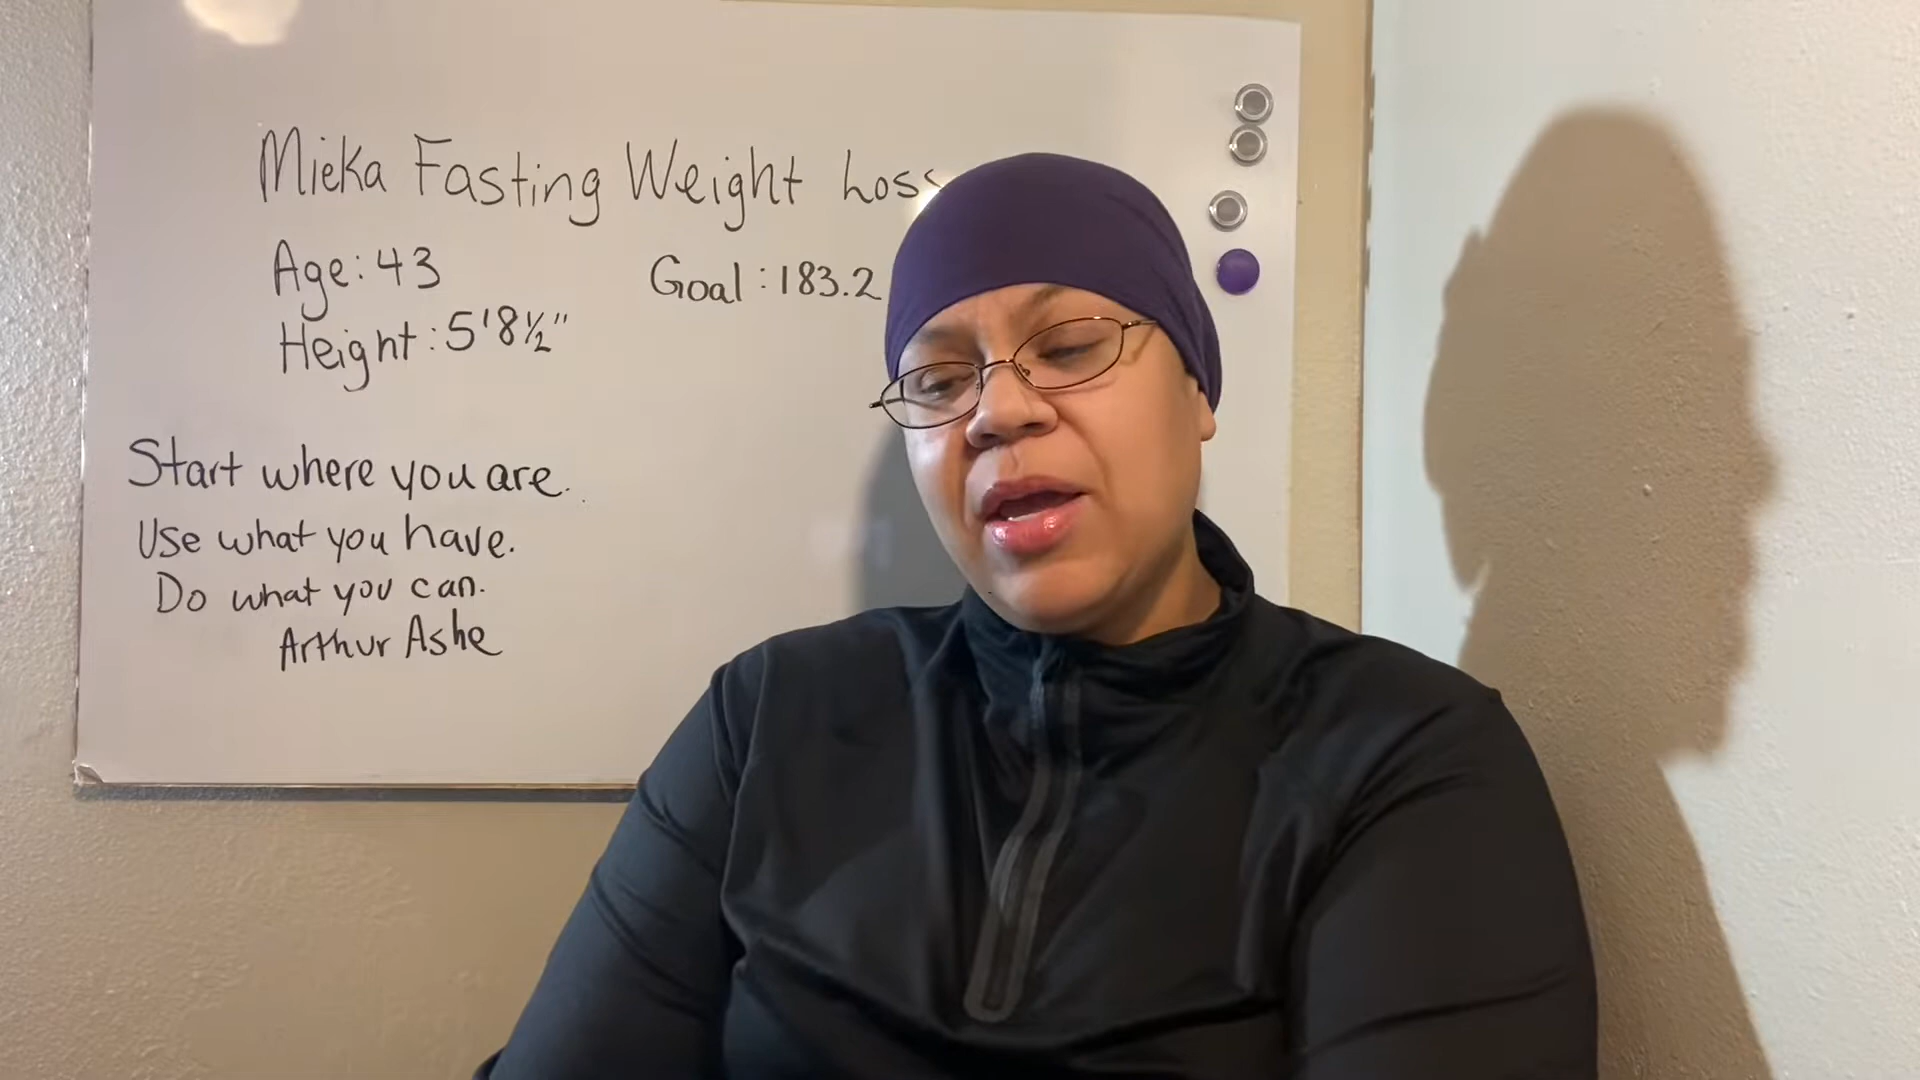 Mieka Fasting Weight Loss
Age: 43
Goal: 183.2
Height: 5'8½"
Start where you are.
Use what you have.
Do what you can.
Arthur Ashe